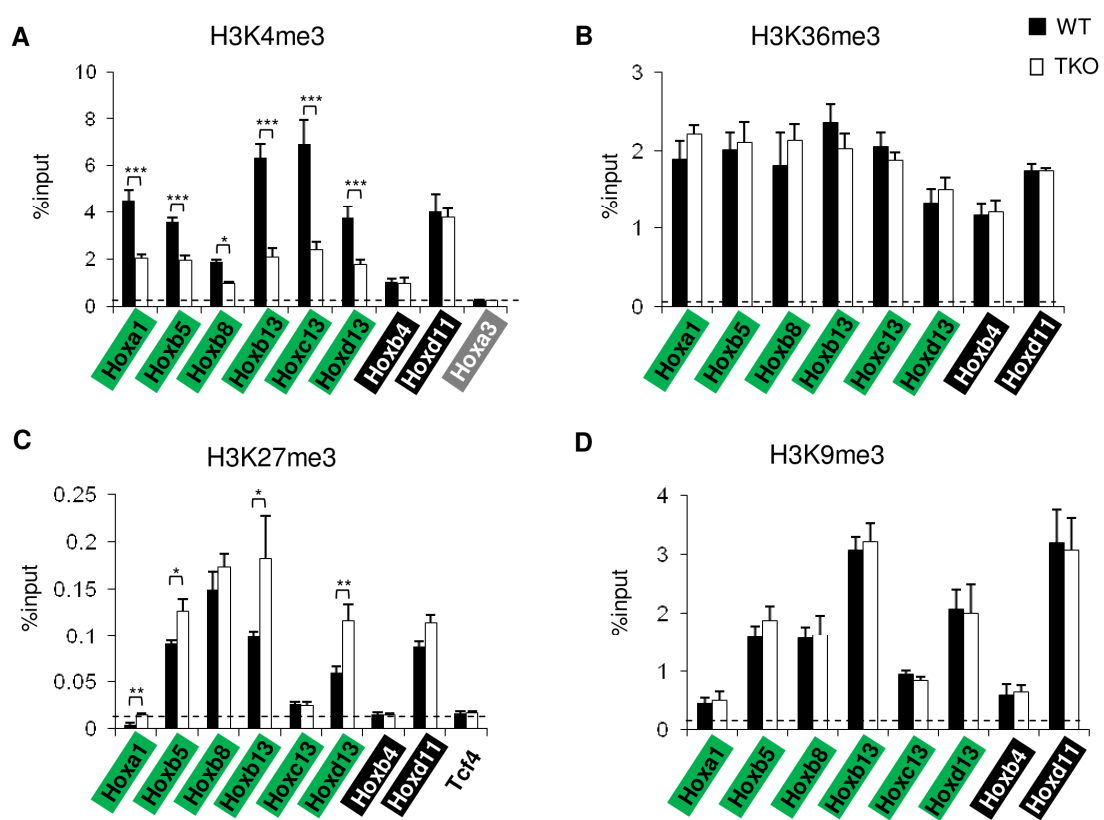 A
H3K4me3
%input
10
8
6
4
2
0
***
***
*
***
***
***
Hoxa1
Hoxb5
Hoxb8
Hoxb13
Hoxc13
Hoxd13
Hoxb4
Hoxd11
Hoxa3
B
H3K36me3
WT
TKO
%input
3
2
1
0
Hoxa1
Hoxb5
Hoxb8
Hoxb13
Hoxc13
Hoxd13
Hoxb4
Hoxd11
C
H3K27me3
%input
0.25
0.2
0.15
0.1
0.05
0
**
*
*
**
Hoxa1
Hoxb5
Hoxb8
Hoxb13
Hoxc13
Hoxd13
Hoxb4
Hoxd11
Tcf4
D
H3K9me3
%input
4
3
2
1
0
Hoxa1
Hoxb5
Hoxb8
Hoxb13
Hoxc13
Hoxd13
Hoxb4
Hoxd11